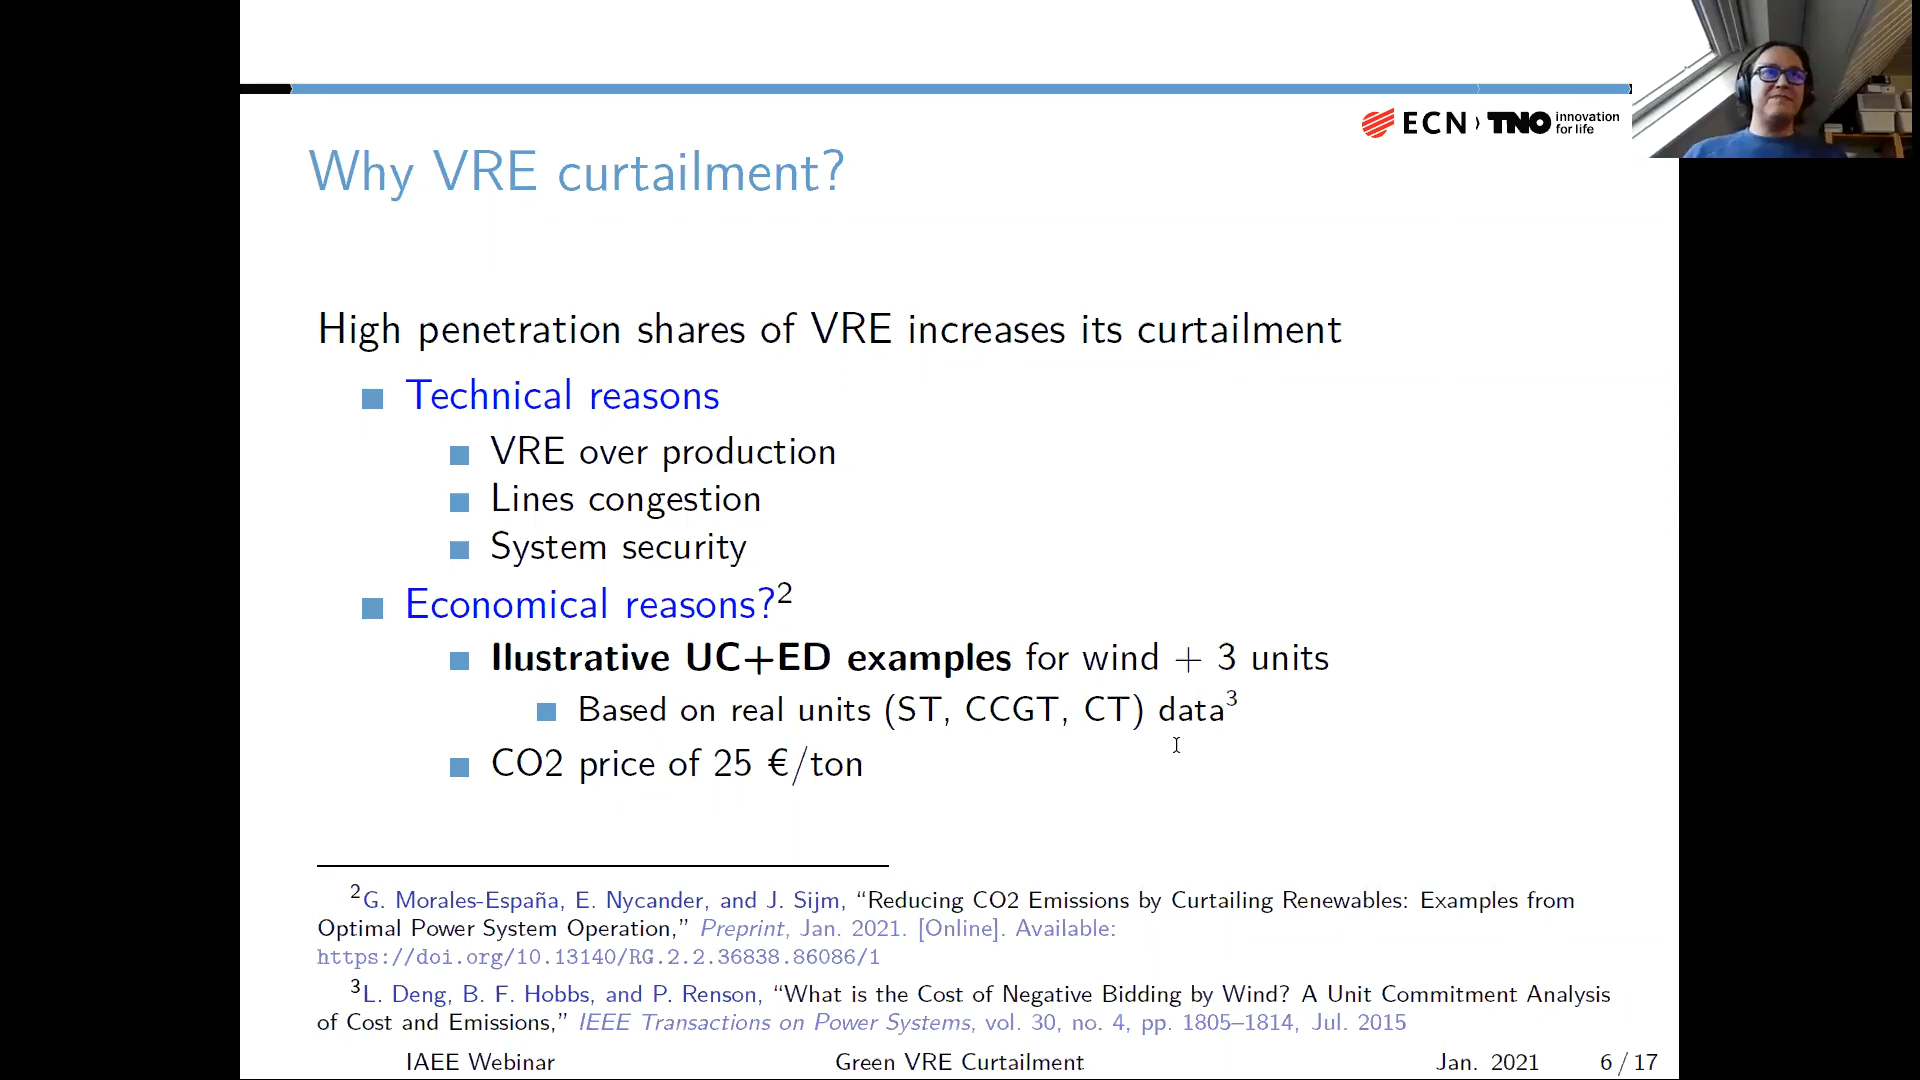 ECN › TNO innovation for life
Why VRE curtailment?
High penetration shares of VRE increases its curtailment
Technical reasons
VRE over production
Lines congestion
System security
Economical reasons?2
Ilustrative UC+ED examples for wind + 3 units
Based on real units (ST, CCGT, CT) data3
CO2 price of 25 €/ton
2G. Morales-España, E. Nycander, and J. Sijm, “Reducing CO2 Emissions by Curtailing Renewables: Examples from
Optimal Power System Operation,” Preprint, Jan. 2021. [Online]. Available:
https://doi.org/10.13140/RG.2.2.36838.86086/1
3L. Deng, B. F. Hobbs, and P. Renson, “What is the Cost of Negative Bidding by Wind? A Unit Commitment Analysis
of Cost and Emissions,” IEEE Transactions on Power Systems, vol. 30, no. 4, pp. 1805–1814, Jul. 2015
IAEE Webinar Green VRE Curtailment Jan. 2021 6 / 17